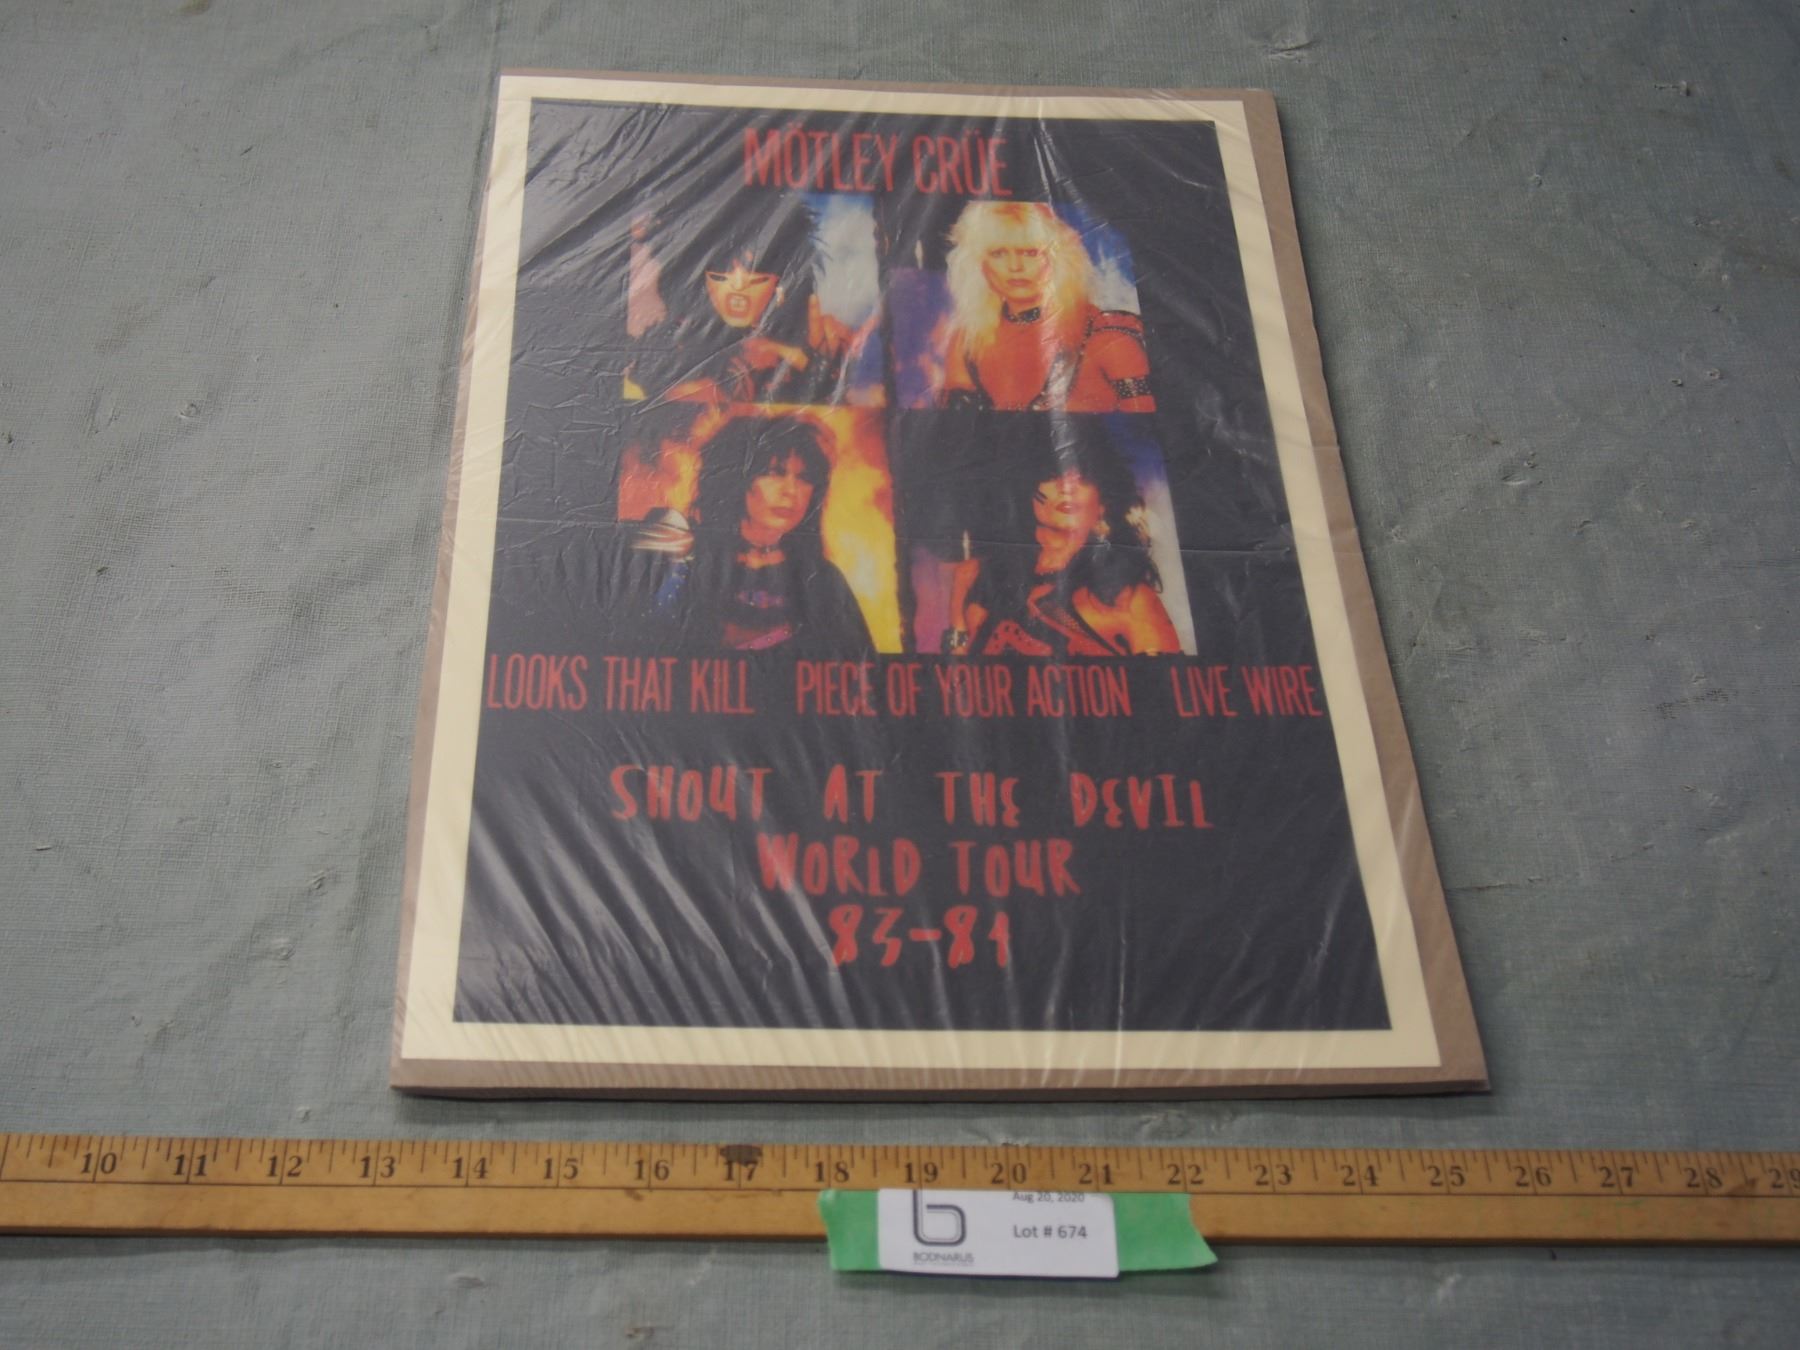 MÖTLEY CRÜE
LOOKS THAT KILL PIECE OF YOUR ACTION LIVE WIRE
SHOUT AT THE DEVIL
WORLD TOUR
83-84
10 11 12 13 14 15 16 17 18 19 20 21 22 23 24 25 26 27 28 29
Aug 20, 2020
Lot # 674
b
BODNARUS